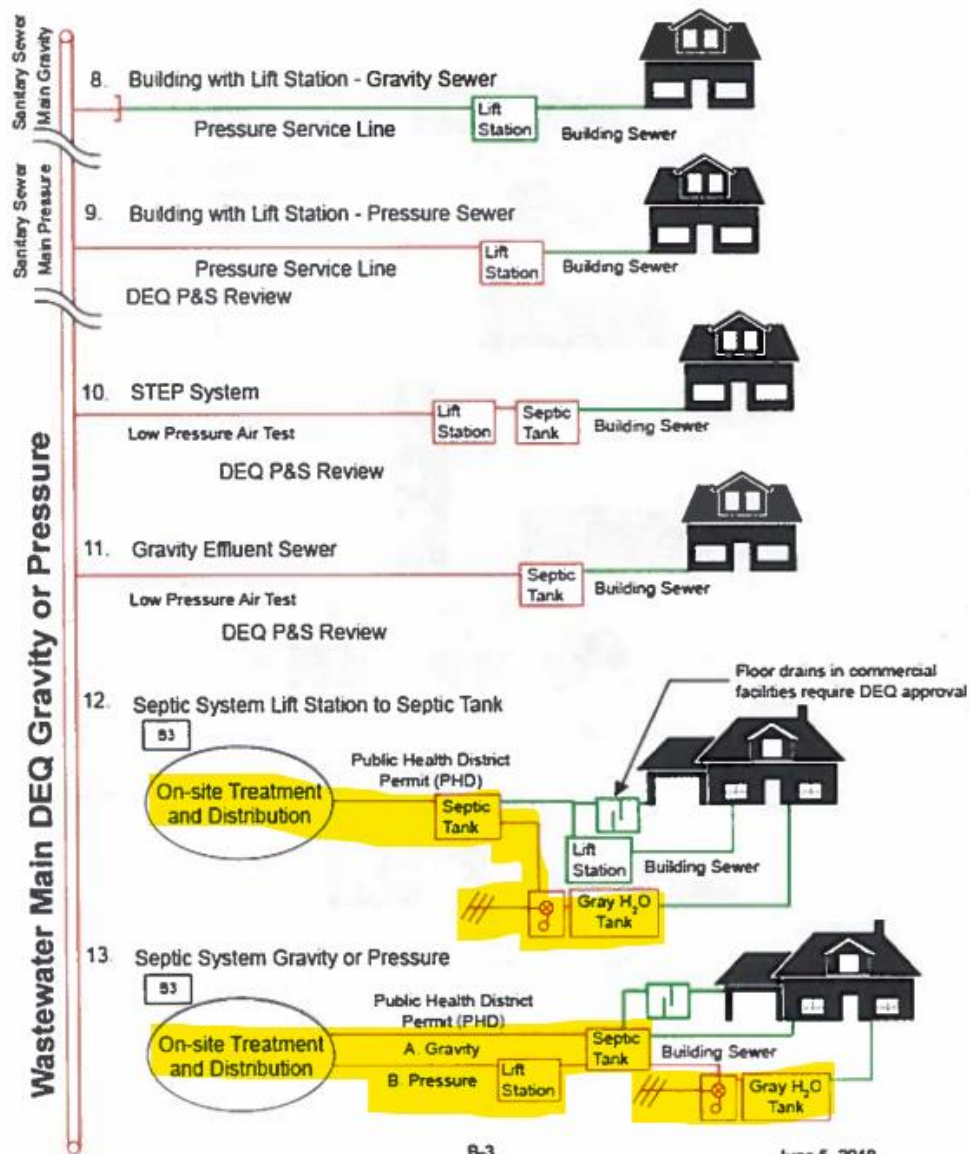 Wastewater Main DEQ Gravity or Pressure
Sanitary Sewer
Main Gravity
8. Building with Lift Station - Gravity Sewer
Pressure Service Line
Lift
Station
Building Sewer
Sanitary Sewer
Main Pressure
9. Building with Lift Station - Pressure Sewer
Pressure Service Line
Lift
Station
Building Sewer
DEQ P&S Review
10. STEP System
Low Pressure Air Test
Lift
Station
Septic
Tank
Building Sewer
DEQ P&S Review
11. Gravity Effluent Sewer
Low Pressure Air Test
Septic
Tank
Building Sewer
DEQ P&S Review
Floor drains in commercial
facilities require DEQ approval
12. Septic System Lift Station to Septic Tank
B3
Public Health District
Permit (PHD)
On-site Treatment
and Distribution
Septic
Tank
Lift
Station
Building Sewer
Gray H₂O
Tank
13. Septic System Gravity or Pressure
B3
Public Health District
Permit (PHD)
On-site Treatment
and Distribution
A. Gravity
B. Pressure
Lift
Station
Septic
Tank
Building Sewer
Gray H₂O
Tank
B-3
June 5, 2018